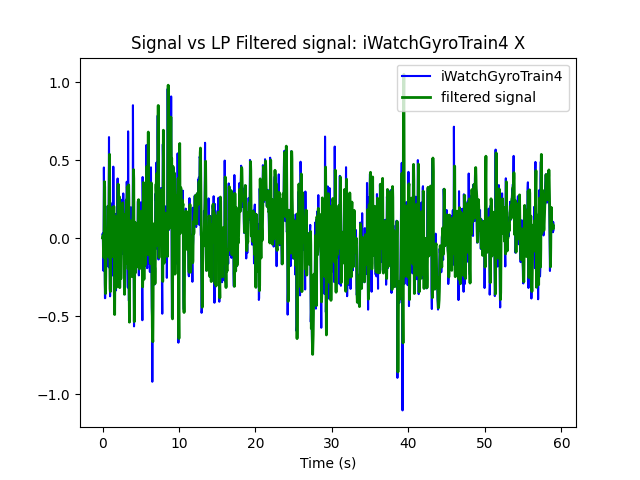 Signal vs LP Filtered signal: iWatchGyroTrain4 X
iWatchGyroTrain4
filtered signal
1.0
0.5
0.0
−0.5
−1.0
0 10 20 30 40 50 60
Time (s)